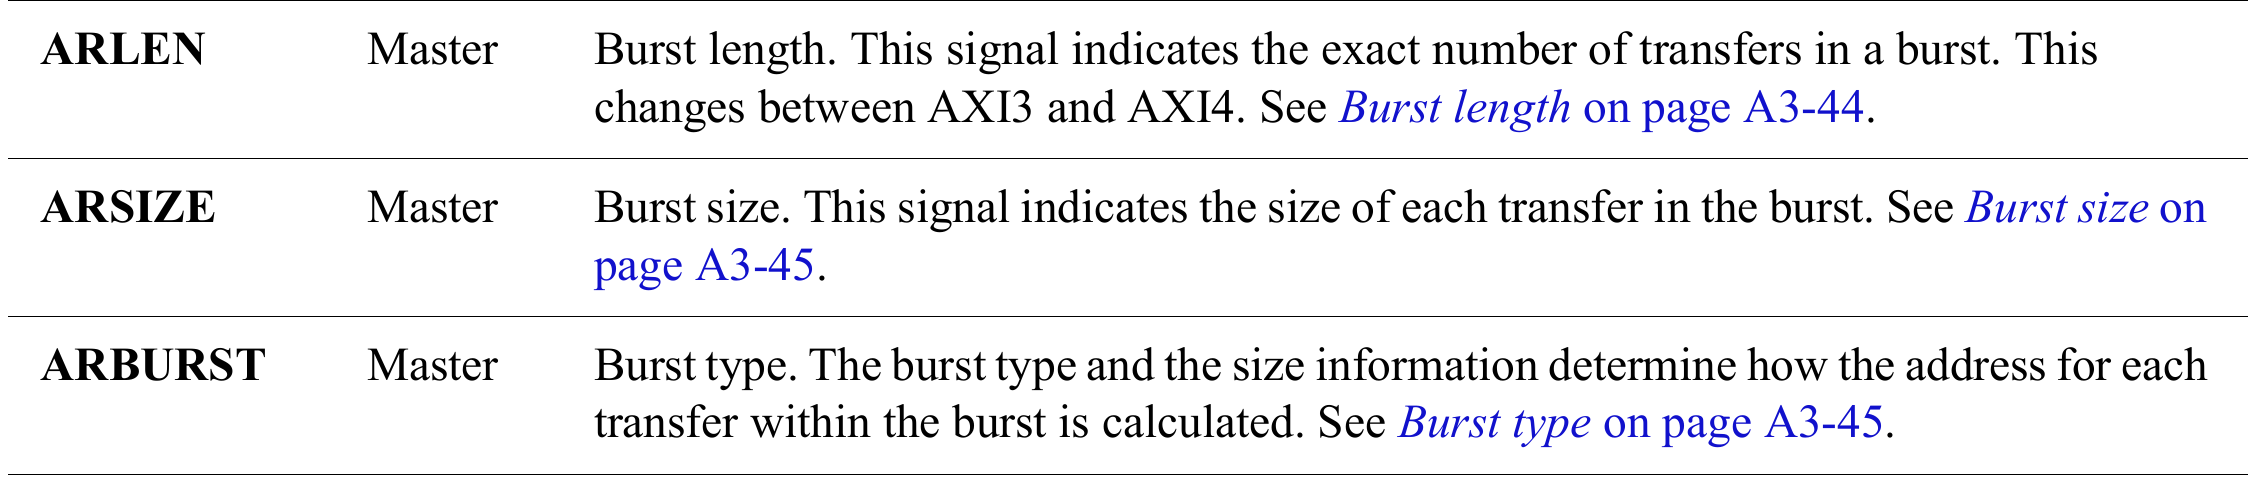 ARLEN Master Burst length. This signal indicates the exact number of transfers in a burst. This
changes between AXI3 and AXI4. See Burst length on page A3-44.
ARSIZE Master Burst size. This signal indicates the size of each transfer in the burst. See Burst size on
page A3-45.
ARBURST Master Burst type. The burst type and the size information determine how the address for each
transfer within the burst is calculated. See Burst type on page A3-45.